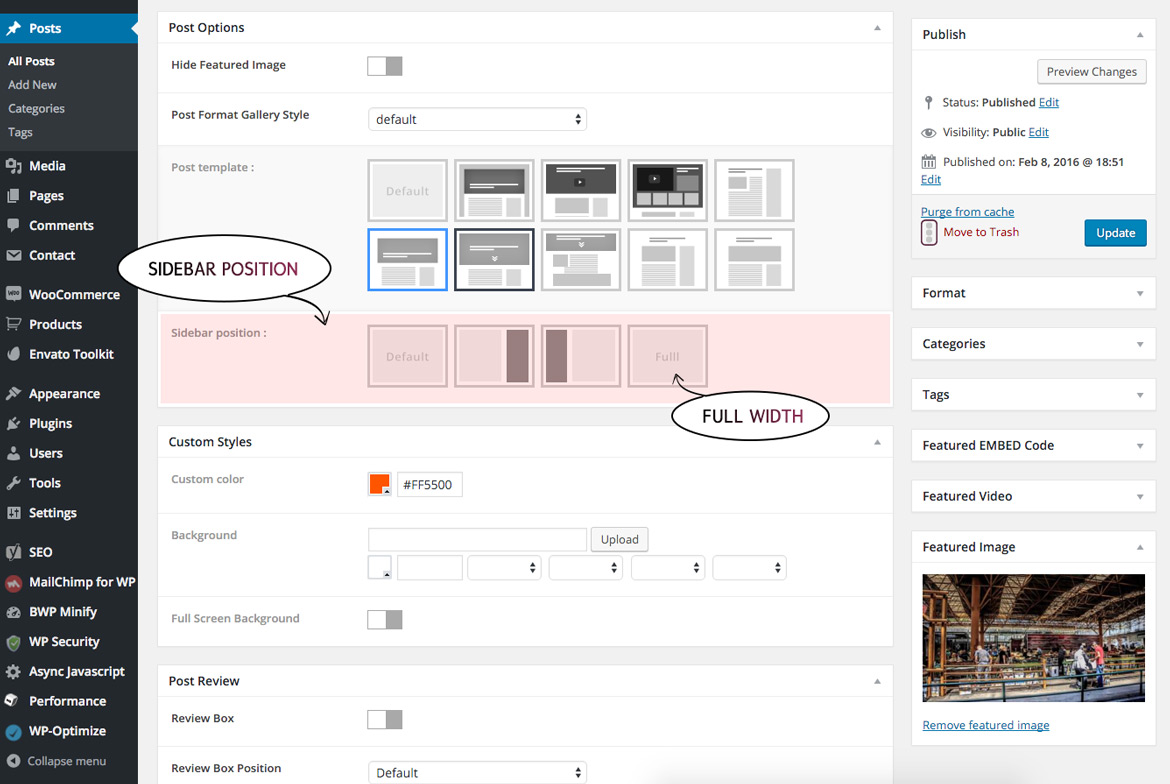 Posts
All Posts
Add New
Categories
Tags
Media
Pages
Comments
Contact
WooCommerce
Products
Envato Toolkit
Appearance
Plugins
Users
Tools
Settings
SEO
MailChimp for WP
BWP Minify
WP Security
Async Javascript
Performance
WP-Optimize
Collapse menu
Post Options
Hide Featured Image
Post Format Gallery Style
default
Post template :
Default
SIDEBAR POSITION
Sidebar position :
Default
Fulll
FULL WIDTH
Custom Styles
Custom color
#FF5500
Background
Upload
Full Screen Background
Post Review
Review Box
Review Box Position
Default
Publish
Preview Changes
Status: Published Edit
Visibility: Public Edit
Published on: Feb 8, 2016 @ 18:51
Edit
Purge from cache
Move to Trash
Update
Format
Categories
Tags
Featured EMBED Code
Featured Video
Featured Image
Remove featured image